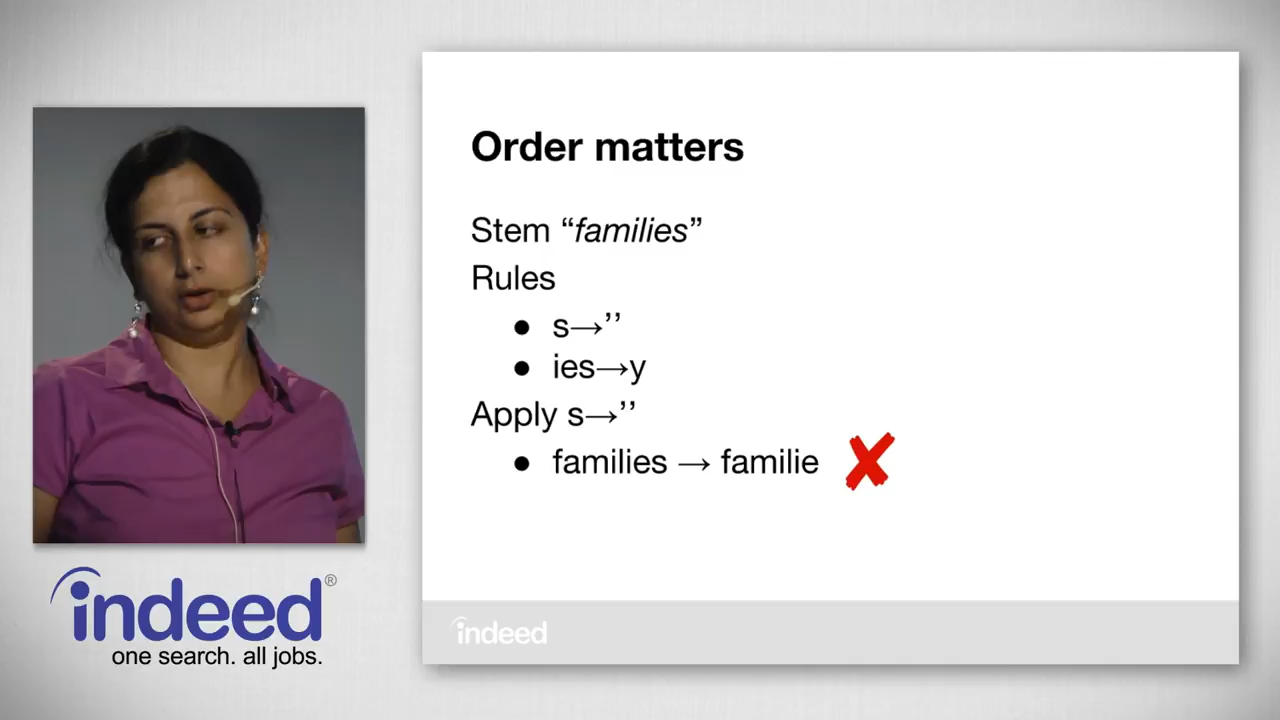 Order matters
Stem “families”
Rules
● s→’’
● ies→y
Apply s→’’
● families → familie ✘
indeed®
one search. all jobs.
indeed